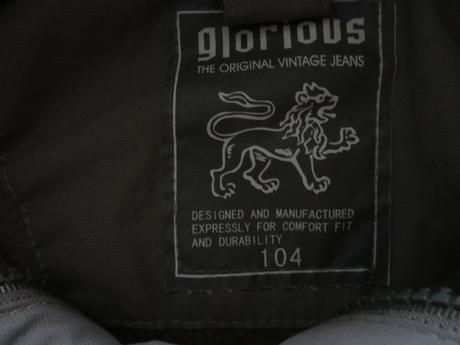 glorious
THE ORIGINAL VINTAGE JEANS
DESIGNED AND MANUFACTURED
EXPRESSLY FOR COMFORT FIT
AND DURABILITY
104